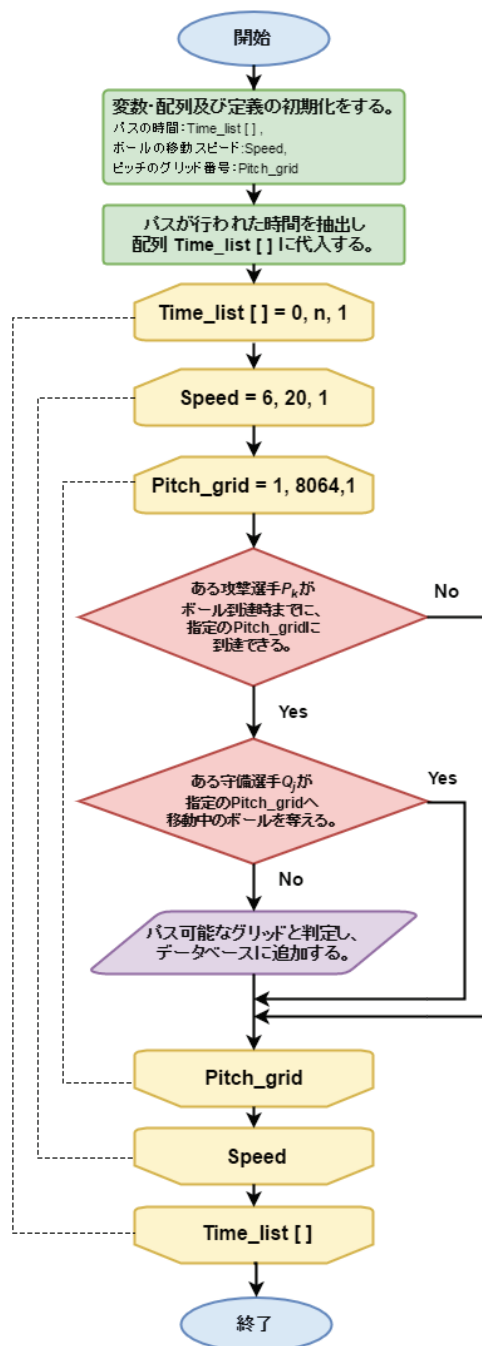 開始
変数・配列及び定義の初期化をする。
パスの時間：Time_list [ ] ,
ボールの移動スピード:Speed,
ピッチのグリッド番号：Pitch_grid
パスが行われた時間を抽出し
配列 Time_list [ ] に代入する。
Time_list [ ] = 0, n, 1
Speed = 6, 20, 1
Pitch_grid = 1, 8064,1
ある攻撃選手Pkが
ボール到達時までに、
指定のPitch_gridに
到達できる。
No
Yes
ある守備選手Qjが
指定のPitch_gridへ
移動中のボールを奪える。
Yes
No
パス可能なグリッドと判定し、
データベースに追加する。
Pitch_grid
Speed
Time_list [ ]
終了